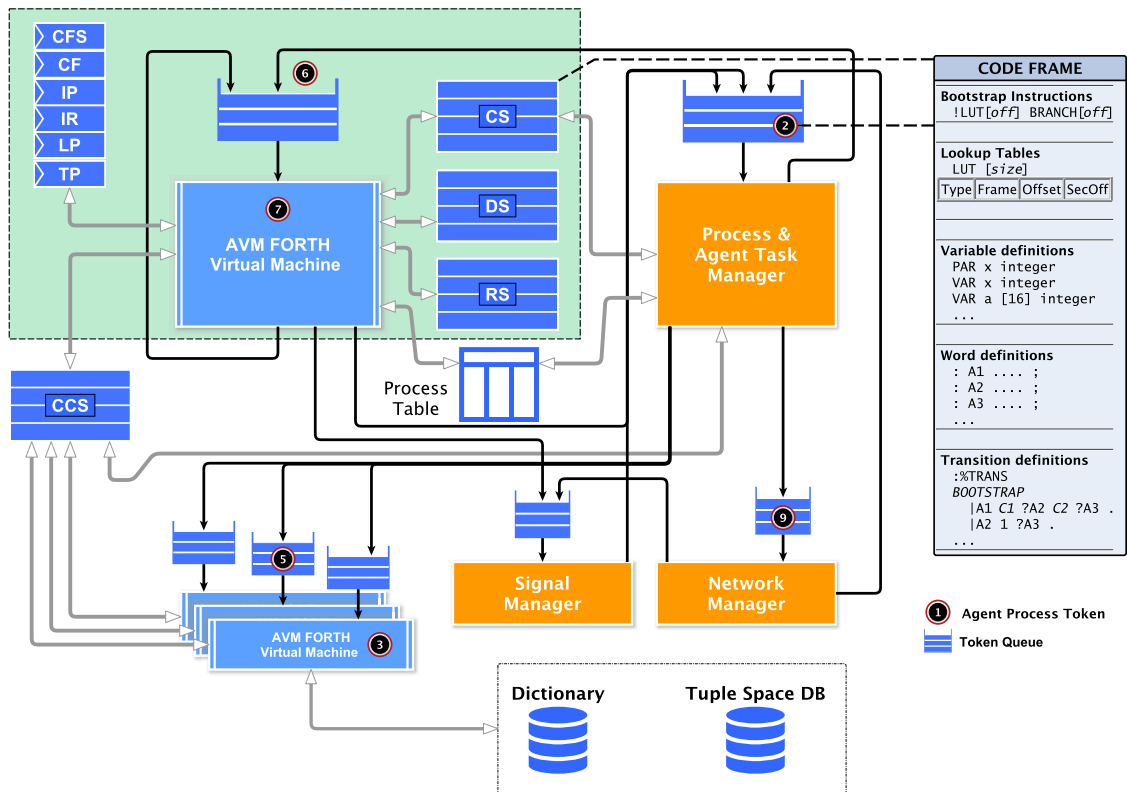 CFS
CF
IP
IR
LP
TP
6
CS
DS
RS
7
AVM FORTH
Virtual Machine
2
Process &
Agent Task
Manager
CCS
Process
Table
5
9
3
AVM FORTH
Virtual Machine
Signal
Manager
Network
Manager
Dictionary
Tuple Space DB
CODE FRAME
Bootstrap Instructions
!LUT[off] BRANCH[off]
Lookup Tables
LUT [size]
Type Frame Offset SecOff
Variable definitions
PAR x integer
VAR x integer
VAR a [16] integer
...
Word definitions
: A1 .... ;
: A2 .... ;
: A3 .... ;
...
Transition definitions
:%TRANS
BOOTSTRAP
|A1 C1 ?A2 C2 ?A3 .
|A2 1 ?A3 .
...
1 Agent Process Token
Token Queue